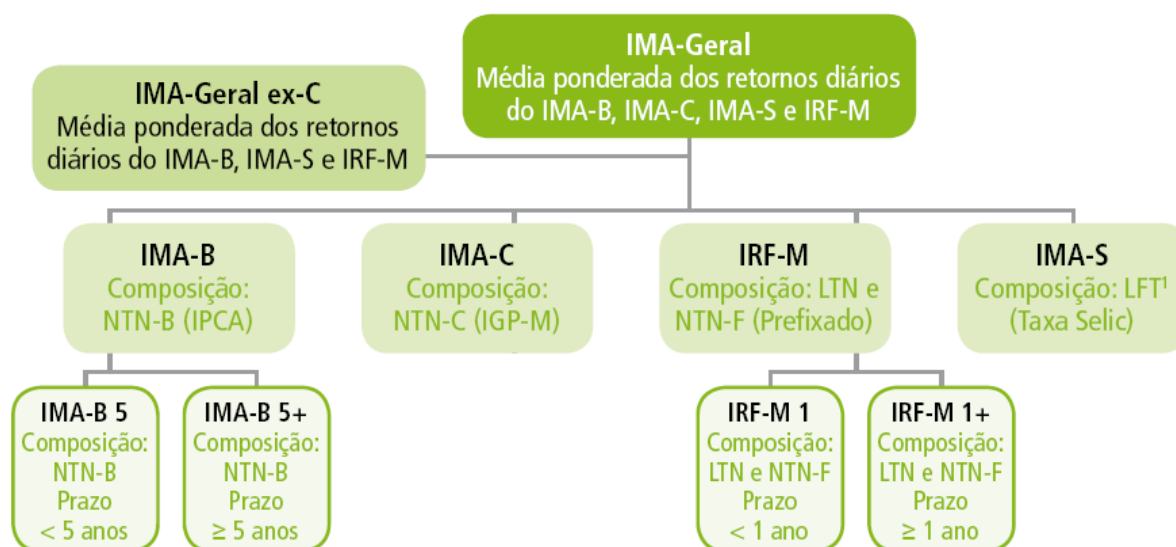 IMA-Geral
Média ponderada dos retornos diários
do IMA-B, IMA-C, IMA-S e IRF-M
IMA-Geral ex-C
Média ponderada dos retornos
diários do IMA-B, IMA-S e IRF-M
IMA-B
Composição:
NTN-B (IPCA)
IMA-C
Composição:
NTN-C (IGP-M)
IRF-M
Composição: LTN e
NTN-F (Prefixado)
IMA-S
Composição: LFT¹
(Taxa Selic)
IMA-B 5
Composição:
NTN-B
Prazo
< 5 anos
IMA-B 5+
Composição:
NTN-B
Prazo
≥ 5 anos
IRF-M 1
Composição:
LTN e NTN-F
Prazo
< 1 ano
IRF-M 1+
Composição:
LTN e NTN-F
Prazo
≥ 1 ano